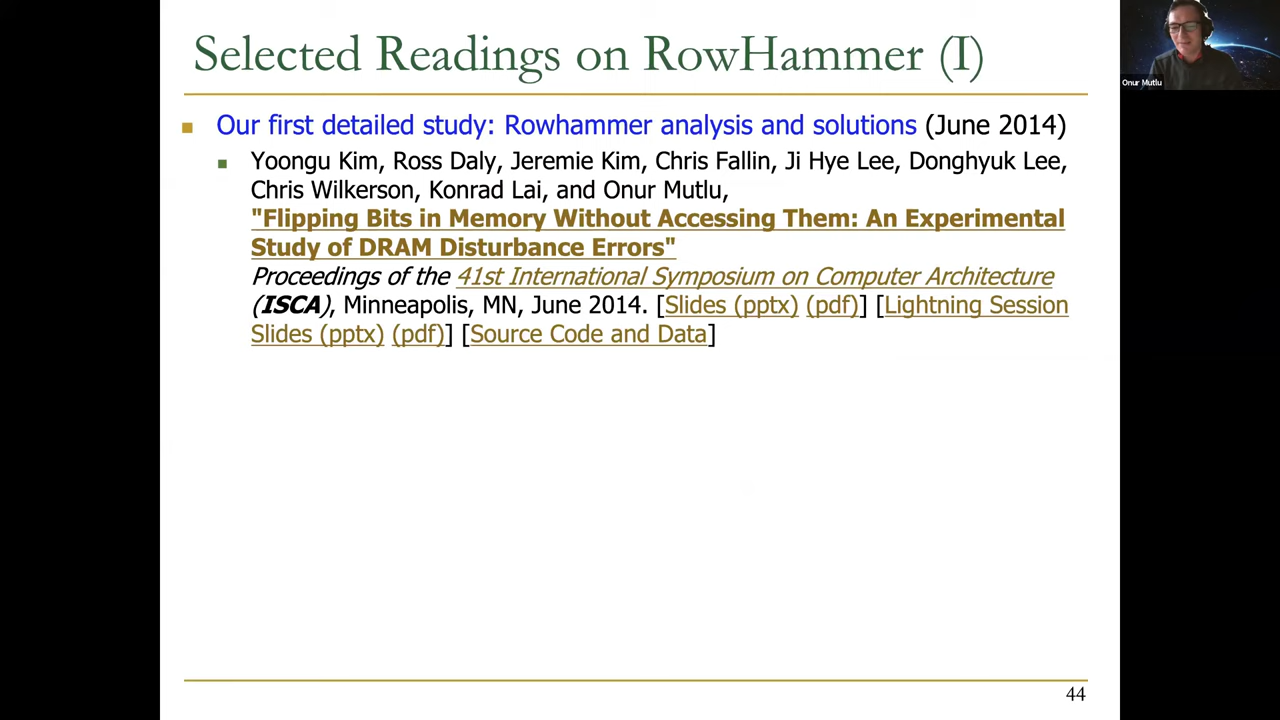 Selected Readings on RowHammer (I)
Onur Mutlu
Our first detailed study: Rowhammer analysis and solutions (June 2014)
Yoongu Kim, Ross Daly, Jeremie Kim, Chris Fallin, Ji Hye Lee, Donghyuk Lee,
Chris Wilkerson, Konrad Lai, and Onur Mutlu,
"Flipping Bits in Memory Without Accessing Them: An Experimental
Study of DRAM Disturbance Errors"
Proceedings of the 41st International Symposium on Computer Architecture
(ISCA), Minneapolis, MN, June 2014. [Slides (pptx) (pdf)] [Lightning Session
Slides (pptx) (pdf)] [Source Code and Data]
44